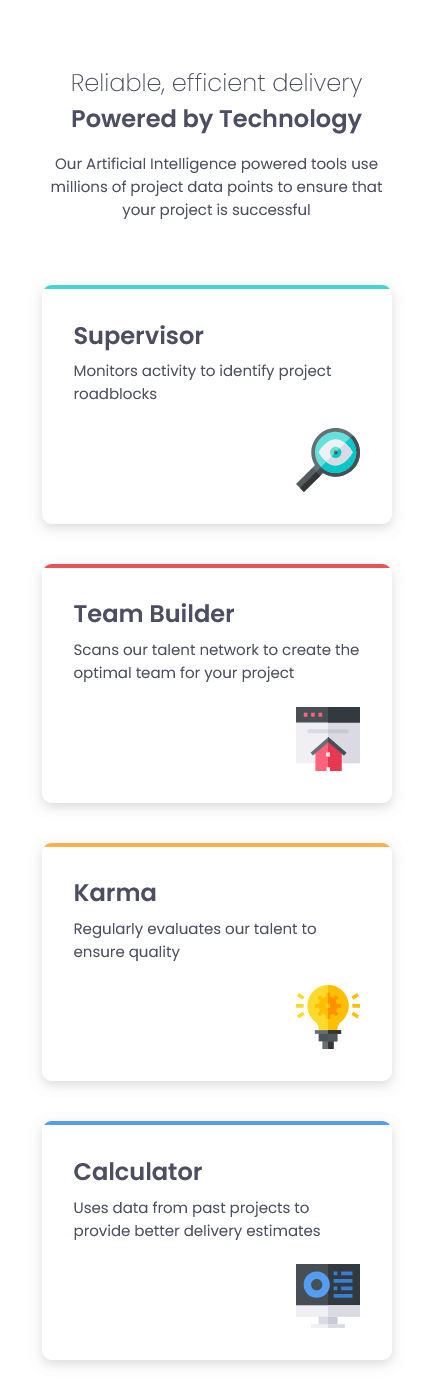 Reliable, efficient delivery
Powered by Technology
Our Artificial Intelligence powered tools use
millions of project data points to ensure that
your project is successful
Supervisor
Monitors activity to identify project
roadblocks
Team Builder
Scans our talent network to create the
optimal team for your project
Karma
Regularly evaluates our talent to
ensure quality
Calculator
Uses data from past projects to
provide better delivery estimates